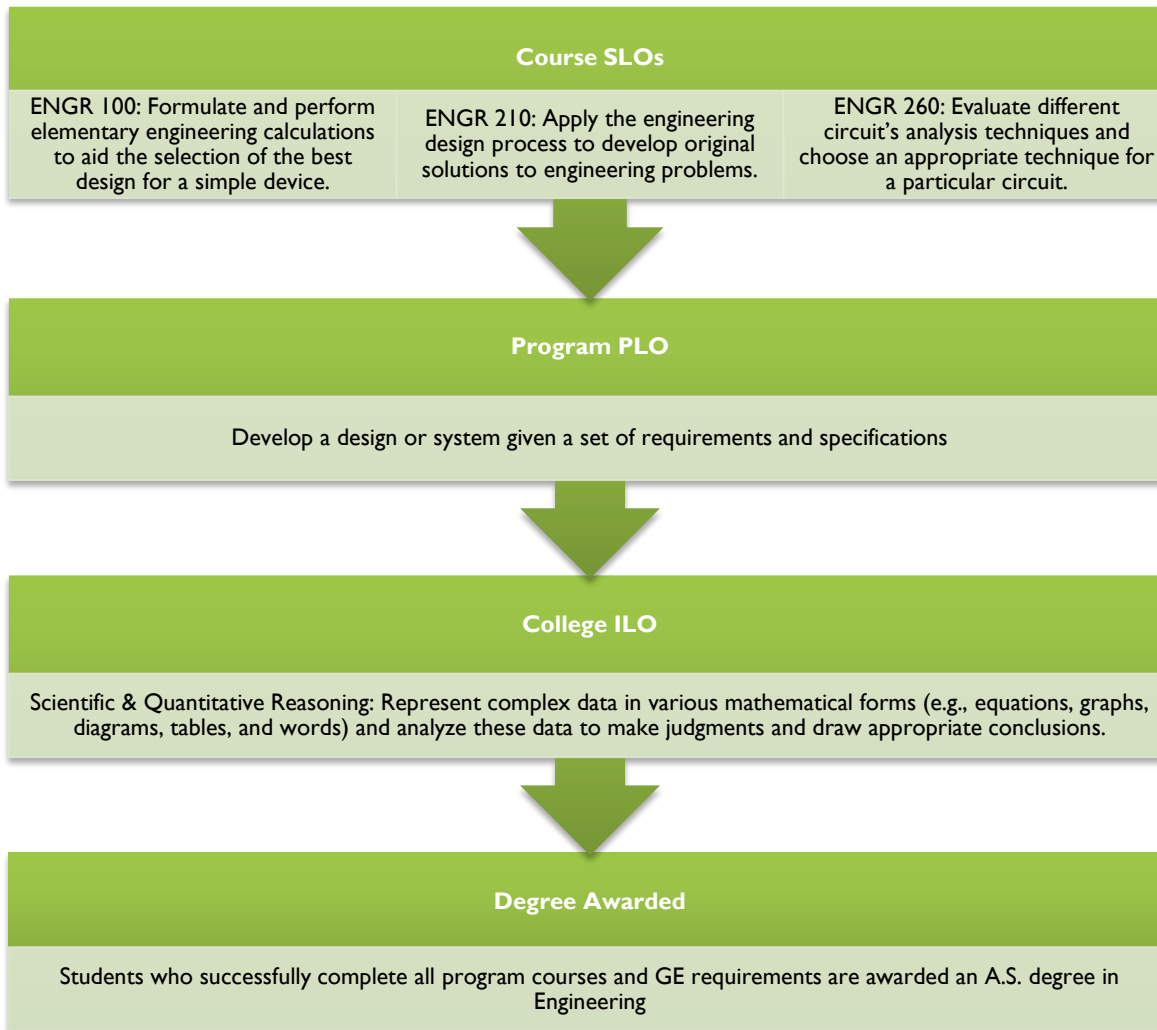 Course SLOs
ENGR 100: Formulate and perform
elementary engineering calculations
to aid the selection of the best
design for a simple device.
ENGR 210: Apply the engineering
design process to develop original
solutions to engineering problems.
ENGR 260: Evaluate different
circuit's analysis techniques and
choose an appropriate technique for
a particular circuit.
Program PLO
Develop a design or system given a set of requirements and specifications
College ILO
Scientific & Quantitative Reasoning: Represent complex data in various mathematical forms (e.g., equations, graphs,
diagrams, tables, and words) and analyze these data to make judgments and draw appropriate conclusions.
Degree Awarded
Students who successfully complete all program courses and GE requirements are awarded an A.S. degree in
Engineering